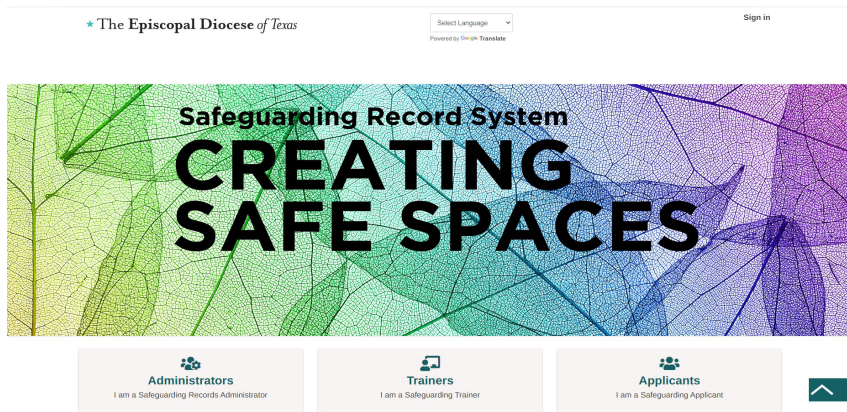 The Episcopal Diocese of Texas
Select Language
Powered by Google Translate
Sign in
Safeguarding Record System
CREATING
SAFE SPACES
Administrators
I am a Safeguarding Records Administrator
Trainers
I am a Safeguarding Trainer
Applicants
I am a Safeguarding Applicant